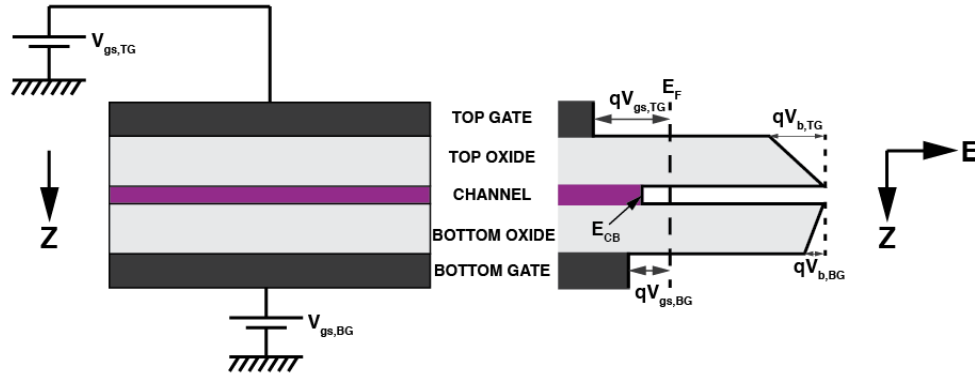 V_gs,TG
E_F
qV_gs,TG
qV_b,TG
TOP GATE
TOP OXIDE
E
CHANNEL
Z
E_CB
Z
BOTTOM OXIDE
BOTTOM GATE
qV_b,BG
qV_gs,BG
V_gs,BG